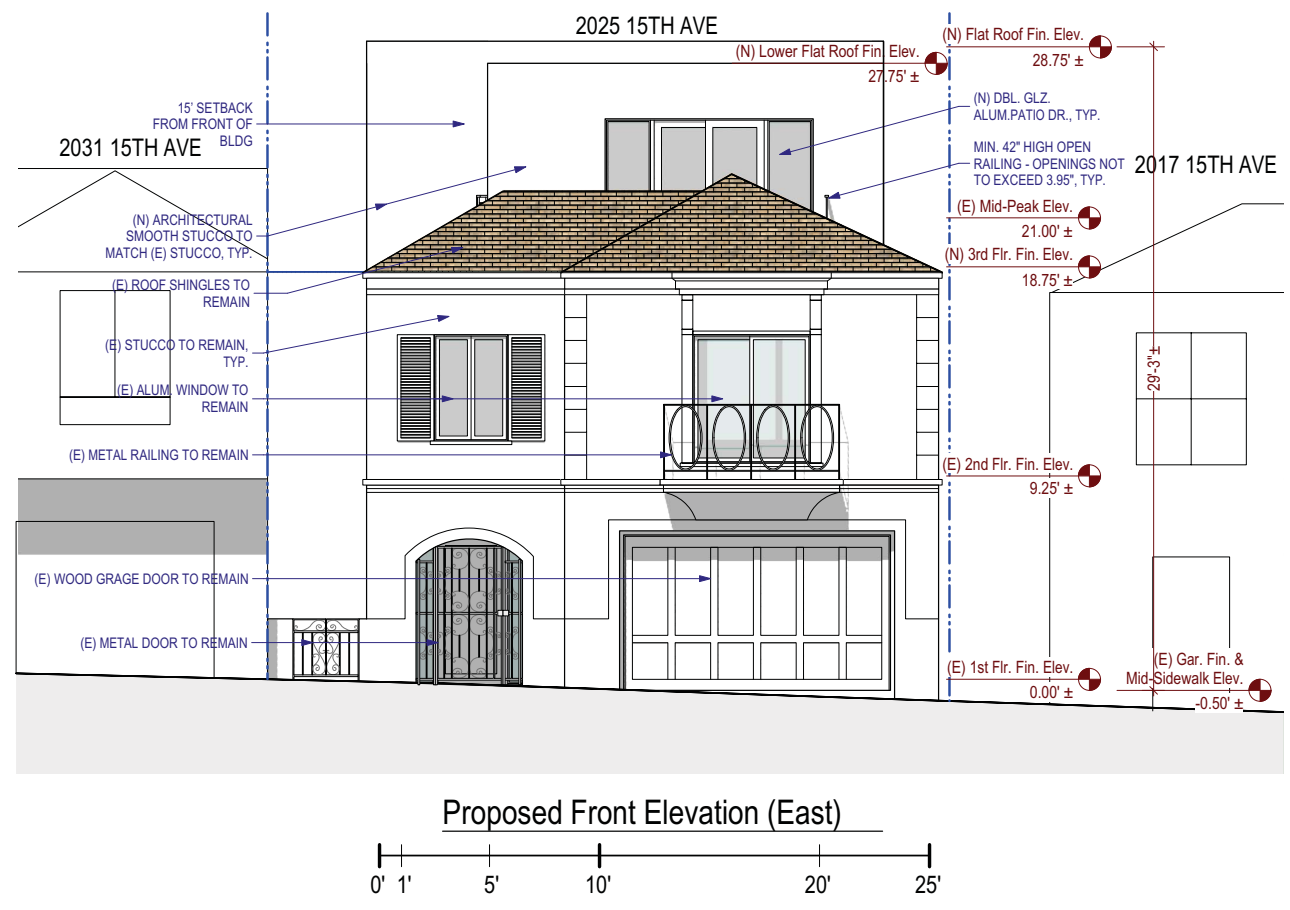 2025 15TH AVE
(N) Flat Roof Fin. Elev.
28.75' ±
(N) Lower Flat Roof Fin. Elev.
27.75' ±
15' SETBACK
FROM FRONT OF
BLDG
2031 15TH AVE
(N) DBL. GLZ.
ALUM.PATIO DR., TYP.
MIN. 42" HIGH OPEN
RAILING - OPENINGS NOT
TO EXCEED 3.95", TYP.
2017 15TH AVE
(N) ARCHITECTURAL
SMOOTH STUCCO TO
MATCH (E) STUCCO, TYP.
(E) Mid-Peak Elev.
21.00' ±
(N) 3rd Flr. Fin. Elev.
18.75' ±
(E) ROOF SHINGLES TO
REMAIN
(E) STUCCO TO REMAIN,
TYP.
29'-3"±
(E) ALUM. WINDOW TO
REMAIN
(E) METAL RAILING TO REMAIN
(E) 2nd Flr. Fin. Elev.
9.25' ±
(E) WOOD GRAGE DOOR TO REMAIN
(E) METAL DOOR TO REMAIN
(E) 1st Flr. Fin. Elev.
0.00' ±
(E) Gar. Fin. &
Mid-Sidewalk Elev.
-0.50' ±
Proposed Front Elevation (East)
0' 1' 5' 10' 20' 25'